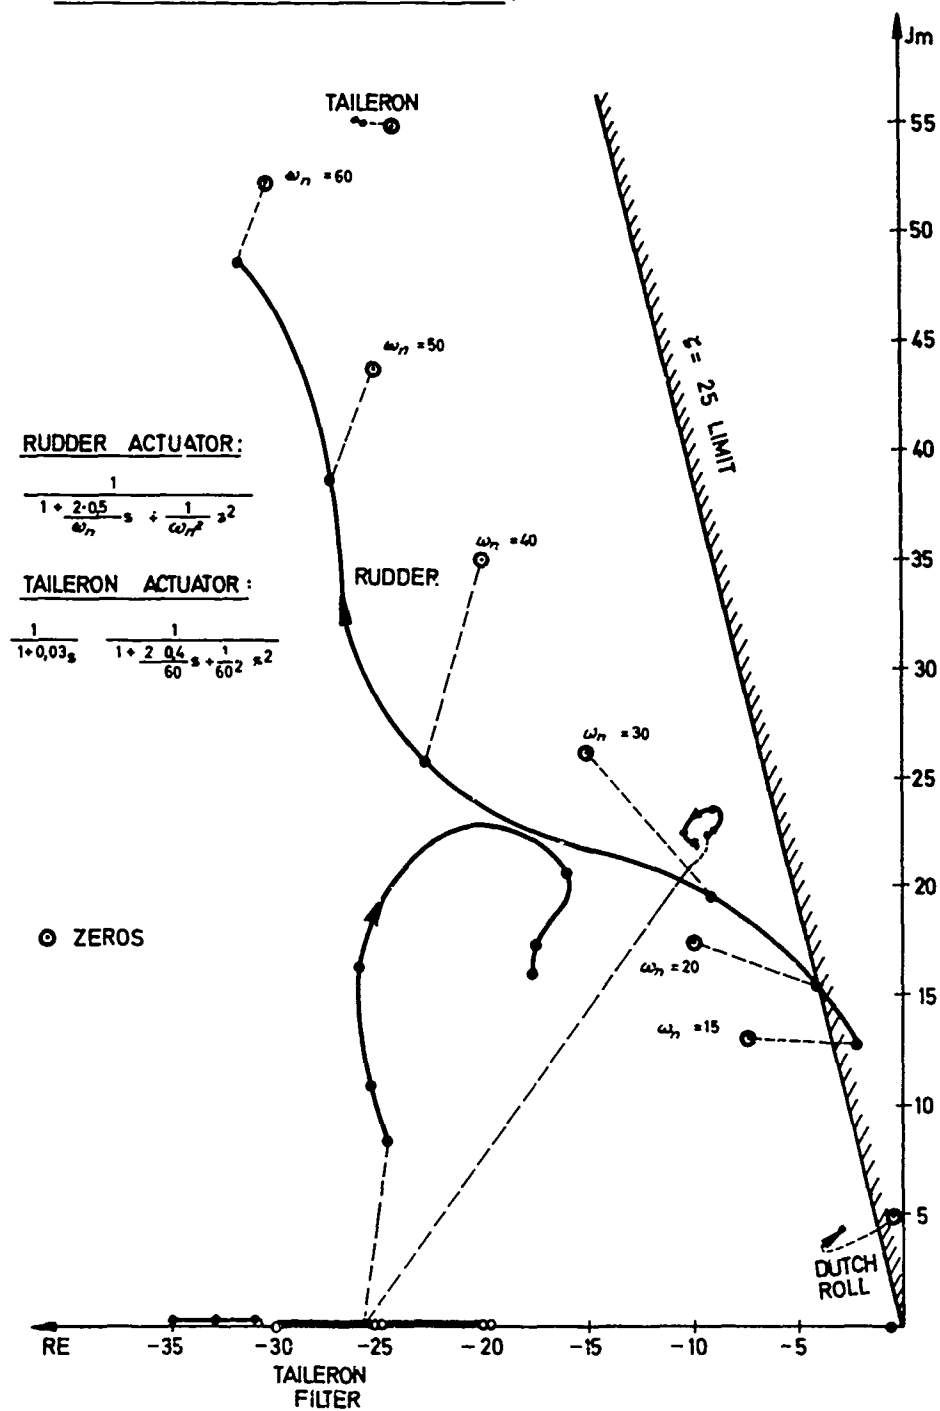 Jm
TAILERON
55
ωn = 60
50
ωn = 50
45
ζ = 25 LIMIT
RUDDER ACTUATOR:
40
1
1 + 2·0,5 s + 1 s2
ωn ωn2
ωn = 40
35
RUDDER
TAILERON ACTUATOR:
1 1
1+0,03s 1 + 2 0,4 s + 1 s2
60 602
30
ωn = 30
25
20
ZEROS
ωn = 20
15
ωn = 15
10
5
DUTCH
ROLL
RE -35 -30 -25 -20 -15 -10 -5
TAILERON
FILTER